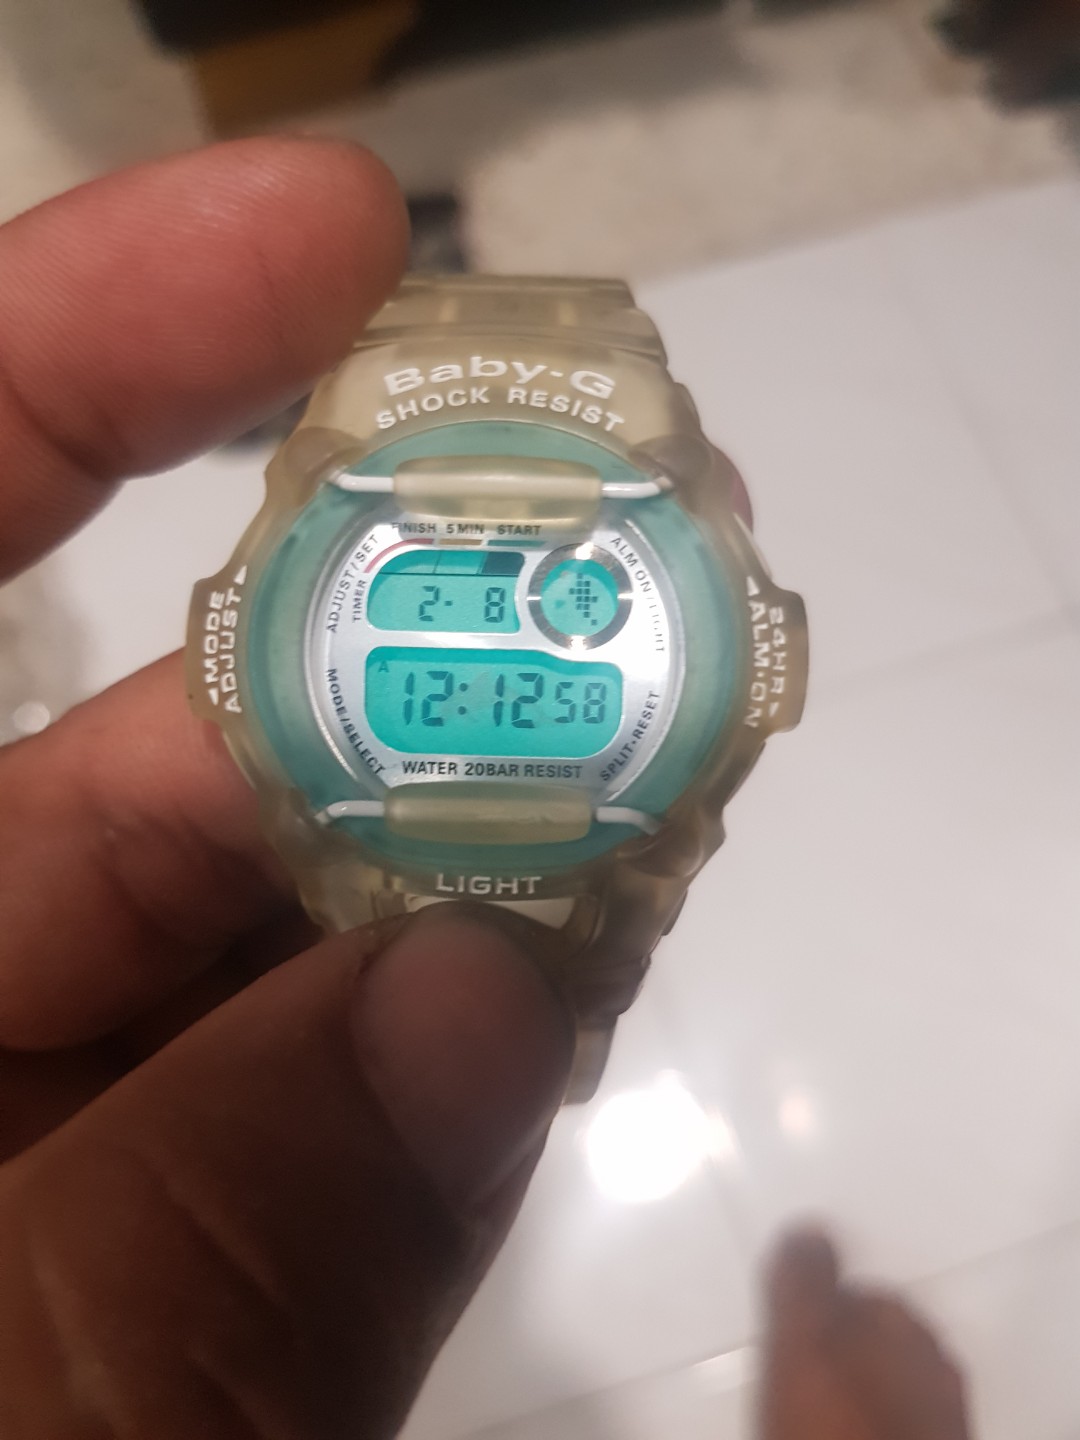 Baby-G
SHOCK RESIST
FINISH 5 MIN START
ADJUST/SET
TIMER
ALM ON/LIGHT
2- 8
◄MODE
ADJUST►
24HR►
◄ALM·ON
A
12:12 58
MODE/SELECT
SPLIT·RESET
WATER 20BAR RESIST
LIGHT